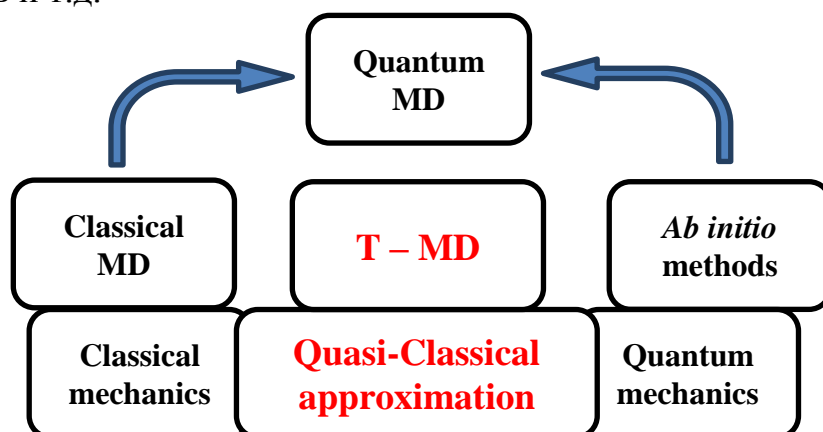 и т.д.
Quantum
MD
Classical
MD
T – MD
Ab initio
methods
Classical
mechanics
Quasi-Classical
approximation
Quantum
mechanics